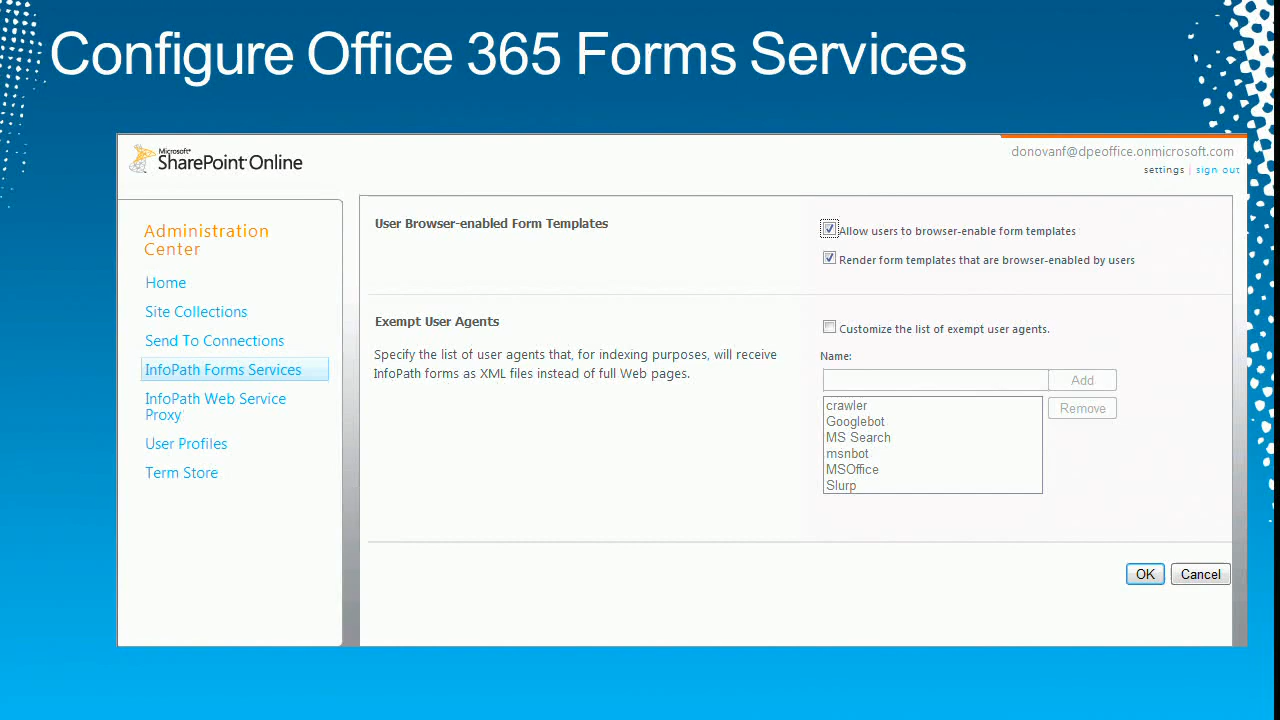 Configure Office 365 Forms Services
Microsoft®
SharePoint Online
donovanf@dpeoffice.onmicrosoft.com
settings | sign out
Administration
Center
Home
Site Collections
Send To Connections
InfoPath Forms Services
InfoPath Web Service
Proxy
User Profiles
Term Store
User Browser-enabled Form Templates
Allow users to browser-enable form templates
Render form templates that are browser-enabled by users
Exempt User Agents
Specify the list of user agents that, for indexing purposes, will receive
InfoPath forms as XML files instead of full Web pages.
Customize the list of exempt user agents.
Name:
Add
crawler
Googlebot
MS Search
msnbot
MSOffice
Slurp
Remove
OK
Cancel